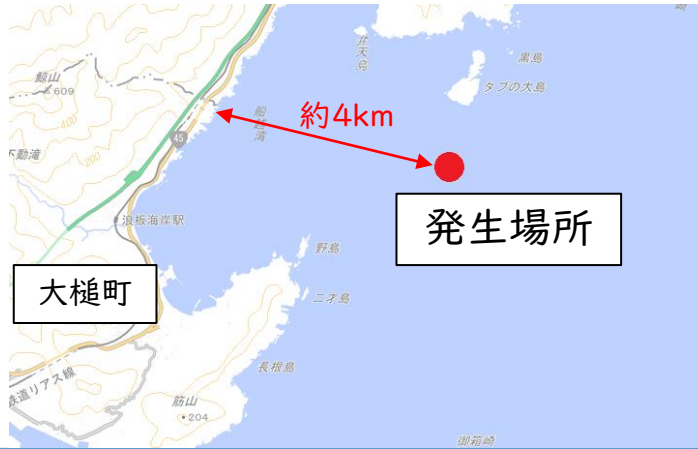 弁天島
黒島
タブの大島
鯨山
609
400
200
船越湾
約4km
45
不動滝
発生場所
浪板海岸駅
野島
大槌町
二才島
長根島
鉄道リアス線
筋山
204
御箱崎